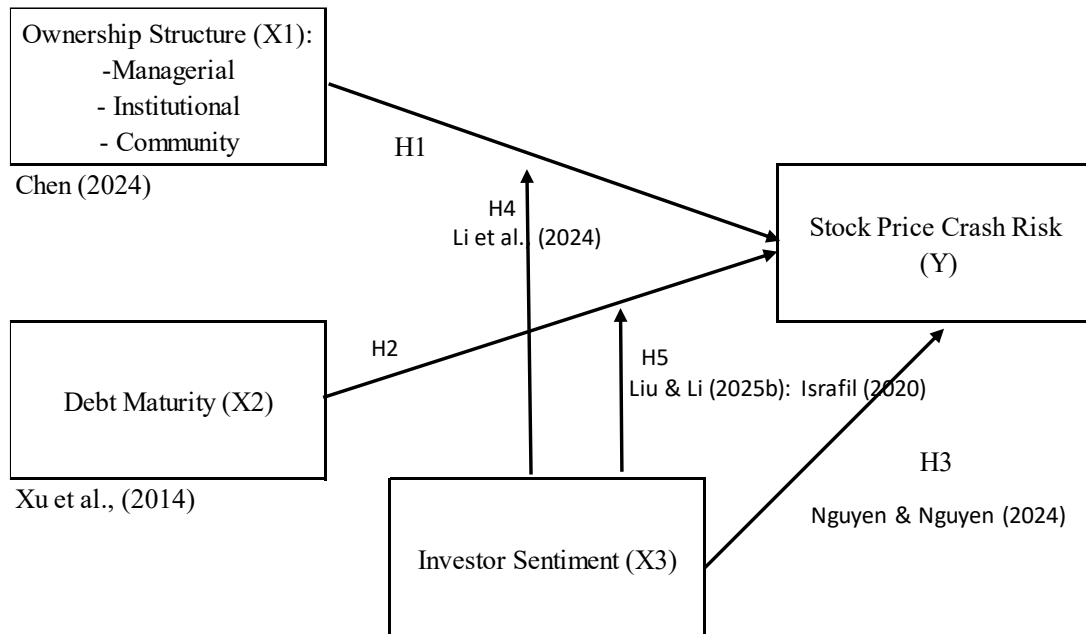 Ownership Structure (X1):
-Managerial
- Institutional
- Community
Chen (2024)
H1
H4
Li et al., (2024)
Stock Price Crash Risk
(Y)
H2
H5
Liu & Li (2025b): Israfil (2020)
Debt Maturity (X2)
Xu et al., (2014)
H3
Nguyen & Nguyen (2024)
Investor Sentiment (X3)